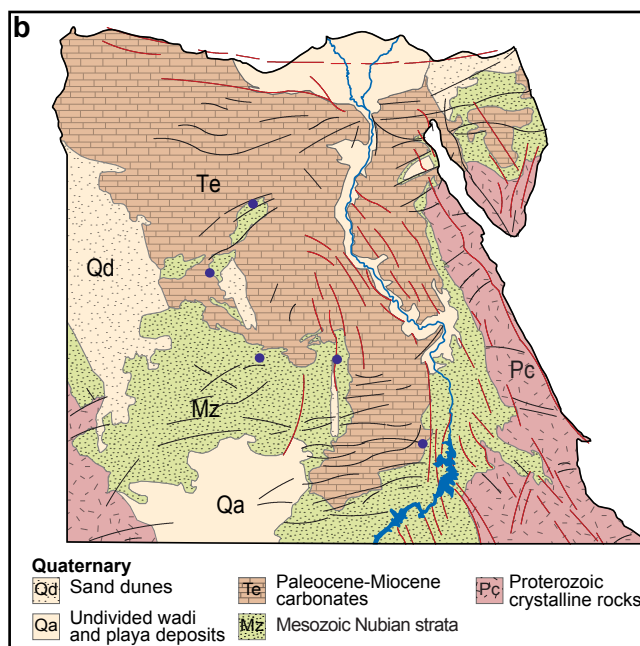 b
Te
Qd
Pc
Mz
Qa
Quaternary
Qd Sand dunes
Qa Undivided wadi
and playa deposits
Te Paleocene-Miocene
carbonates
Mz Mesozoic Nubian strata
Pc Proterozoic
crystalline rocks